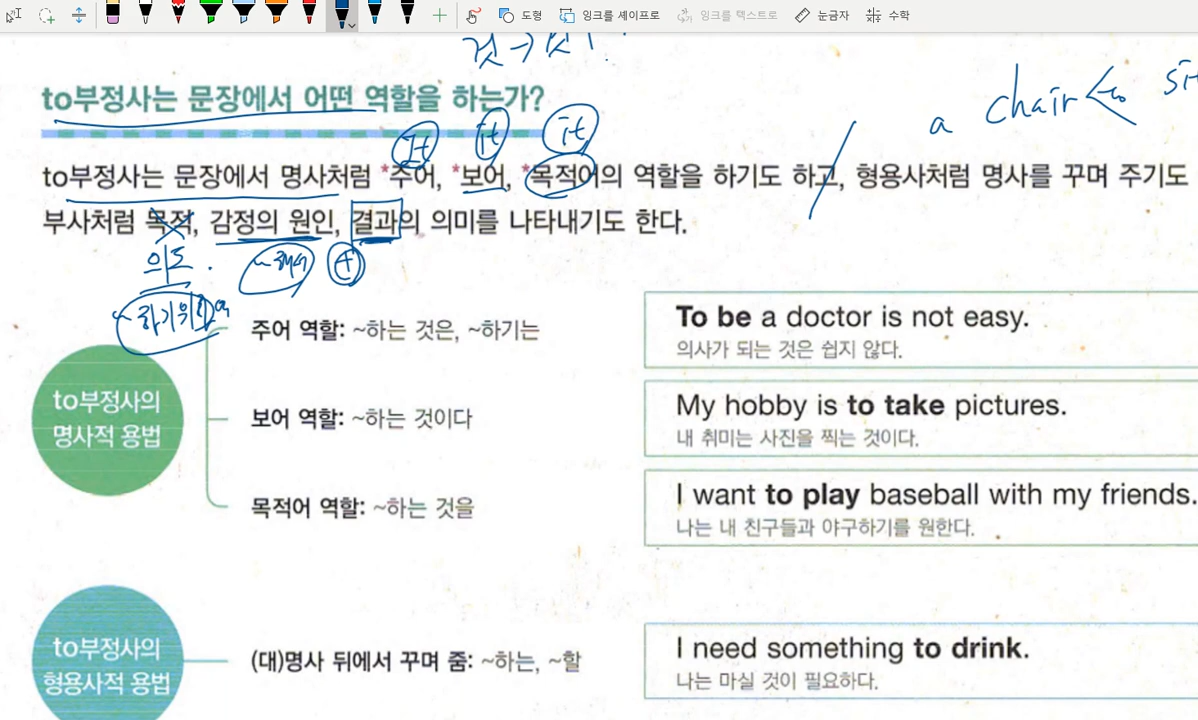 도형 잉크를 셰이프로 잉크를 텍스트로 눈금자 수학
것→것!
to부정사는 문장에서 어떤 역할을 하는가?
a chair < to sit
It it it
to부정사는 문장에서 명사처럼 *주어, *보어, *목적어의 역할을 하기도 하고, 형용사처럼 명사를 꾸며 주기도
부사처럼 목적, 감정의 원인, 결과의 의미를 나타내기도 한다.
의도. ~해서 (+)
~하기위하여
주어 역할: ~하는 것은, ~하기는
To be a doctor is not easy.
의사가 되는 것은 쉽지 않다.
to부정사의
명사적 용법
보어 역할: ~하는 것이다
My hobby is to take pictures.
내 취미는 사진을 찍는 것이다.
목적어 역할: ~하는 것을
I want to play baseball with my friends.
나는 내 친구들과 야구하기를 원한다.
to부정사의
형용사적 용법
(대)명사 뒤에서 꾸며 줌: ~하는, ~할
I need something to drink.
나는 마실 것이 필요하다.